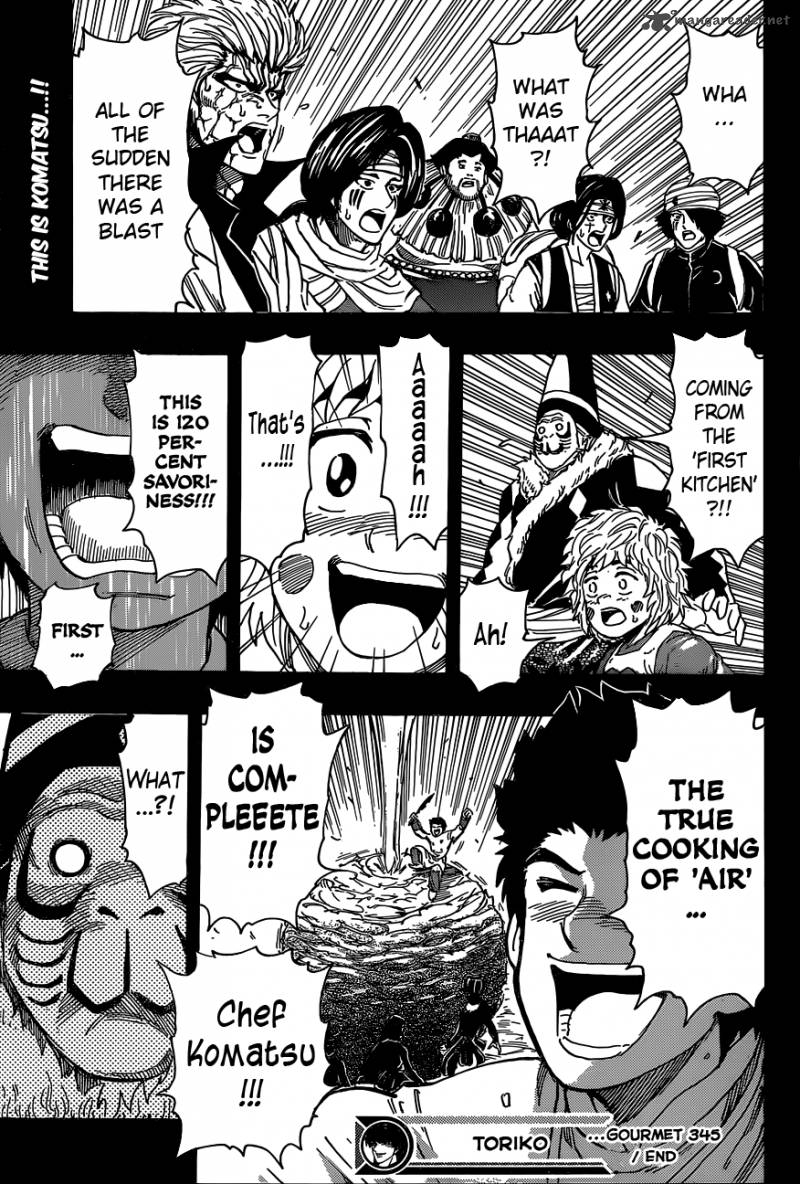 mangareader.net
WHA
...
WHAT
WAS
THAAAT
?!
ALL OF
THE
SUDDEN
THERE
WAS A
BLAST
THIS IS KOMATSU...!!
COMING
FROM
THE
'FIRST
KITCHEN'
?!!
Ah!
Aaaaah
!!!
That's
...!!!
THIS
IS 120
PER-
CENT
SAVORI-
NESS!!!
FIRST
...
THE
TRUE
COOKING
OF 'AIR'
...
IS
COM-
PLEEETE
!!!
WHAT
...?!
Chef
Komatsu
!!!
TORIKO
...GOURMET 345
/ END